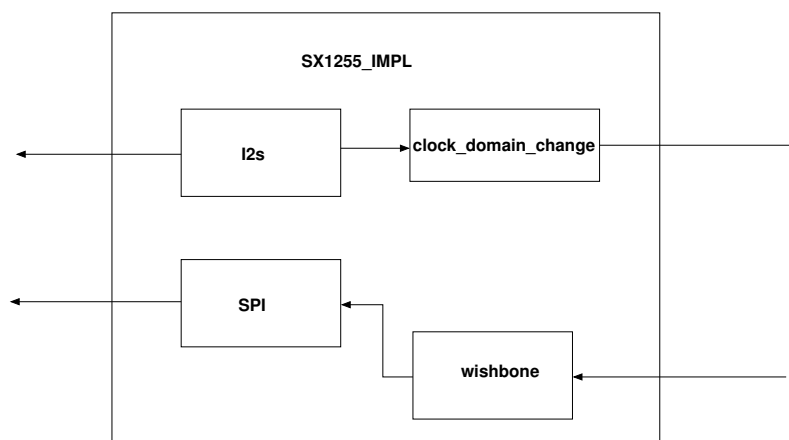 SX1255_IMPL
I2s
clock_domain_change
SPI
wishbone